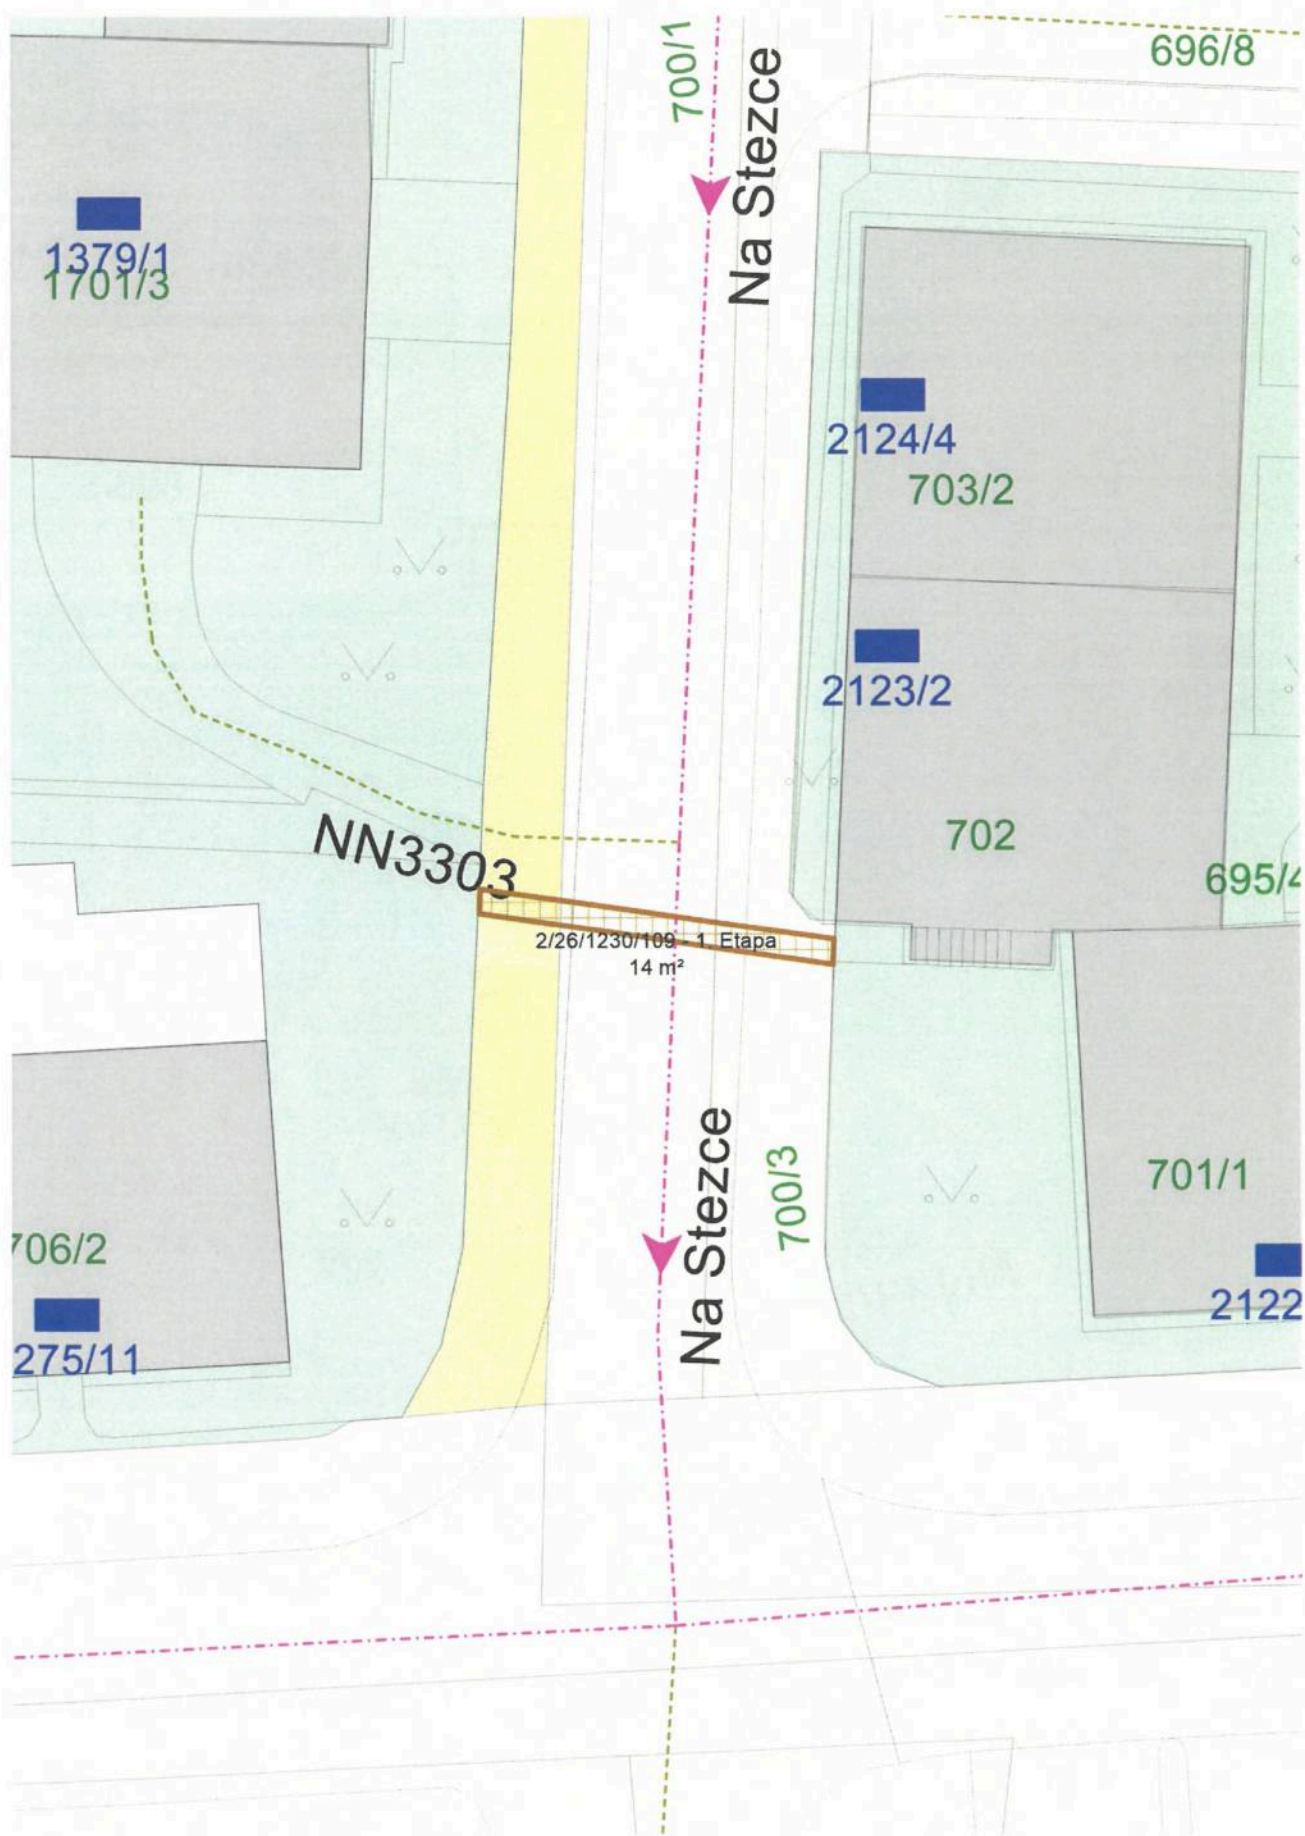 700/1
696/8
Na Stezce
1379/1
1701/3
2124/4
703/2
2123/2
702
NN3303
695/4
2/26/1230/109 - 1. Etapa
14 m²
Na Stezce
700/3
701/1
706/2
2122
275/11